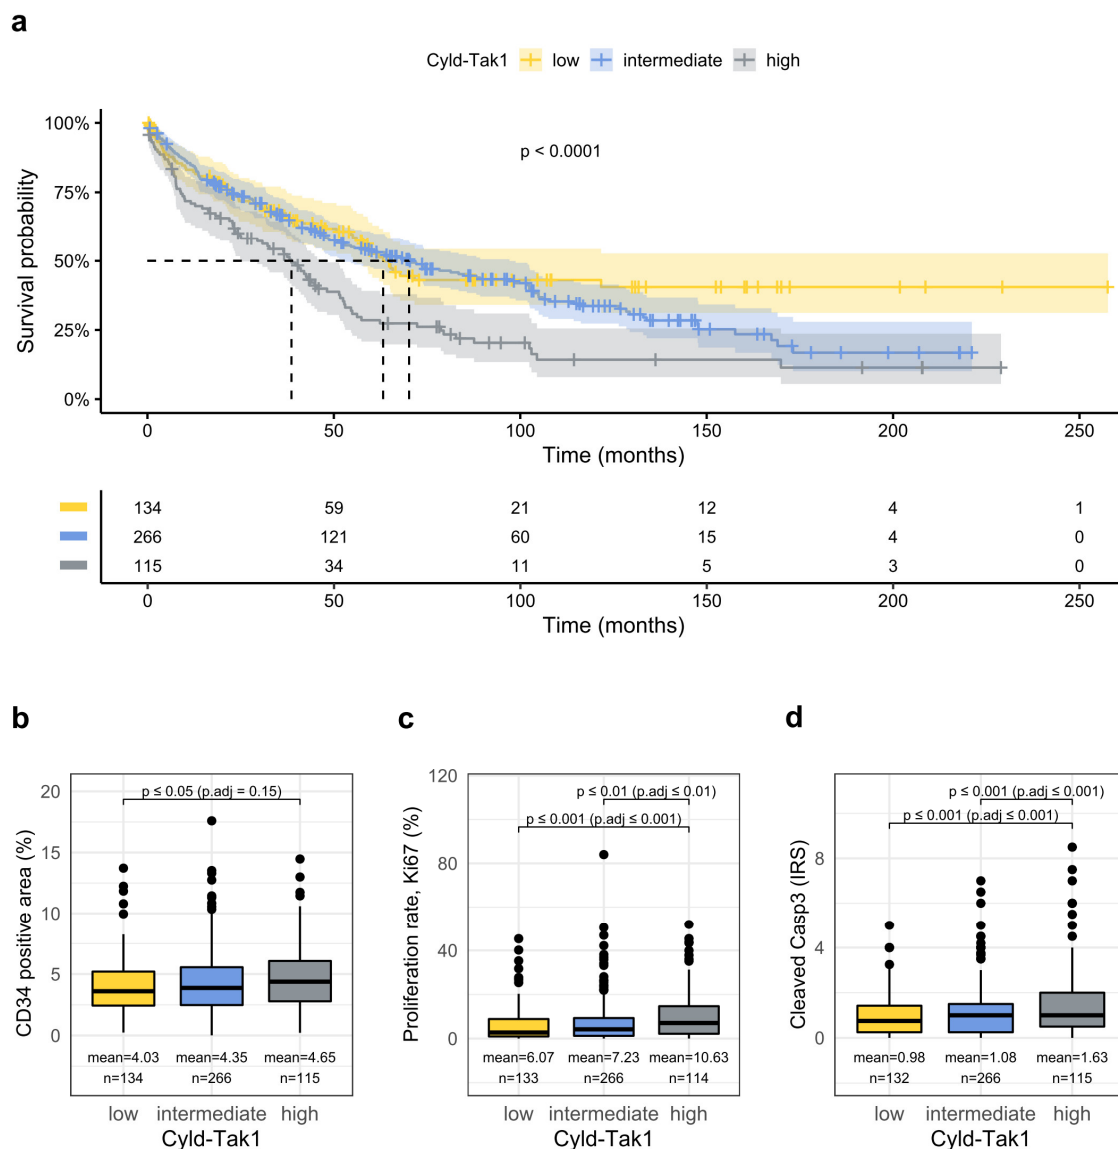 a
Cyld-Tak1 low intermediate high
100%
75%
50%
25%
0%
Survival probability
p < 0.0001
0 50 100 150 200 250
Time (months)
134 59 21 12 4 1
266 121 60 15 4 0
115 34 11 5 3 0
0 50 100 150 200 250
Time (months)
b
CD34 positive area (%)
20
15
10
5
0
p ≤ 0.05 (p.adj = 0.15)
mean=4.03 mean=4.35 mean=4.65
n=134 n=266 n=115
low intermediate high
Cyld-Tak1
c
Proliferation rate, Ki67 (%)
120
80
40
0
p ≤ 0.01 (p.adj ≤ 0.01)
p ≤ 0.001 (p.adj ≤ 0.001)
mean=6.07 mean=7.23 mean=10.63
n=133 n=266 n=114
low intermediate high
Cyld-Tak1
d
Cleaved Casp3 (IRS)
8
4
0
p ≤ 0.001 (p.adj ≤ 0.001)
p ≤ 0.001 (p.adj ≤ 0.001)
mean=0.98 mean=1.08 mean=1.63
n=132 n=266 n=115
low intermediate high
Cyld-Tak1